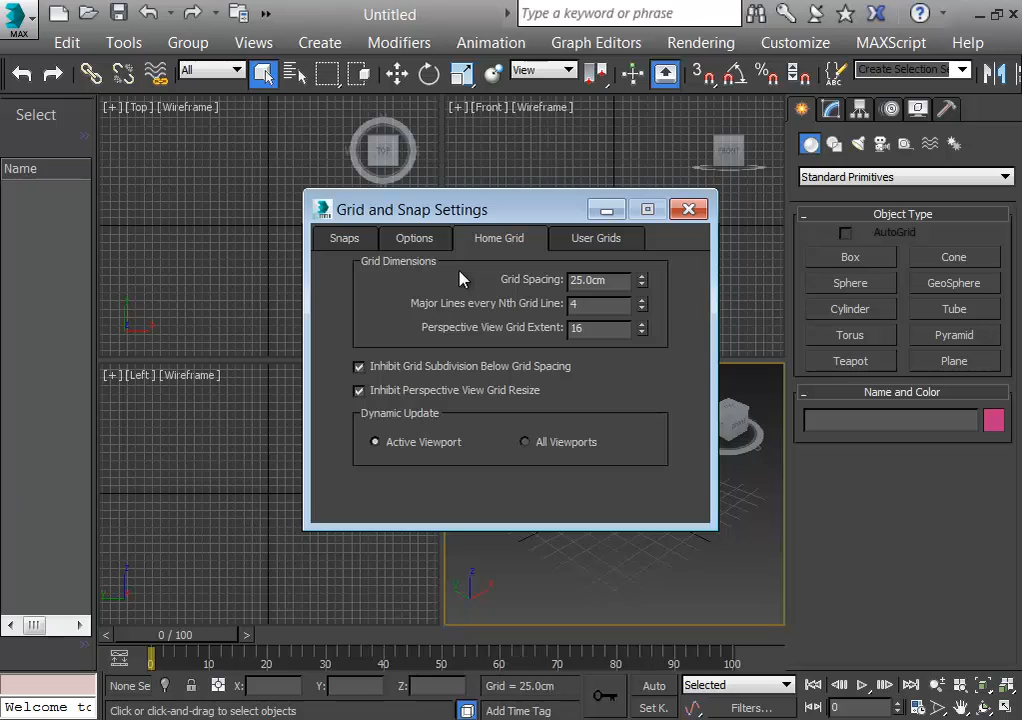 Untitled
Type a keyword or phrase
MAX
Edit Tools Group Views Create Modifiers Animation Graph Editors Rendering Customize MAXScript Help
All
View
3
ABC
Create Selection Se
Select
Name
[+][Top][Wireframe]
TOP
[+][Front][Wireframe]
FRONT
Standard Primitives
Object Type
AutoGrid
Box Cone
Sphere GeoSphere
Cylinder Tube
Torus Pyramid
Teapot Plane
Name and Color
Grid and Snap Settings
Snaps Options Home Grid User Grids
Grid Dimensions
Grid Spacing: 25.0cm
Major Lines every Nth Grid Line: 4
Perspective View Grid Extent: 16
Inhibit Grid Subdivision Below Grid Spacing
Inhibit Perspective View Grid Resize
Dynamic Update
Active Viewport All Viewports
[+][Left][Wireframe]
z
y
z
x
0 / 100
0 10 20 30 40 50 60 70 80 90 100
None Se X: Y: Z: Grid = 25.0cm Auto Selected
Welcome to Click or click-and-drag to select objects Add Time Tag Set K. Filters... 0